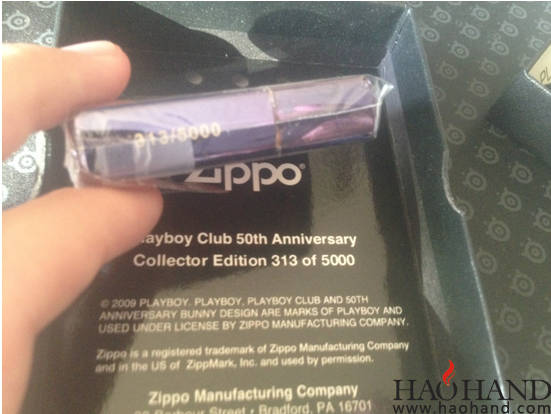 313/5000
Zippo
Playboy Club 50th Anniversary
Collector Edition 313 of 5000
© 2009 PLAYBOY. PLAYBOY, PLAYBOY CLUB AND 50TH
ANNIVERSARY BUNNY DESIGN ARE MARKS OF PLAYBOY AND
USED UNDER LICENSE BY ZIPPO MANUFACTURING COMPANY.
Zippo is a registered trademark of Zippo Manufacturing Company
and in the US of ZippMark, Inc. and used by permission.
Zippo Manufacturing Company
Barbour Street • Bradford, PA 16701
HAOHAND
www.haohand.com